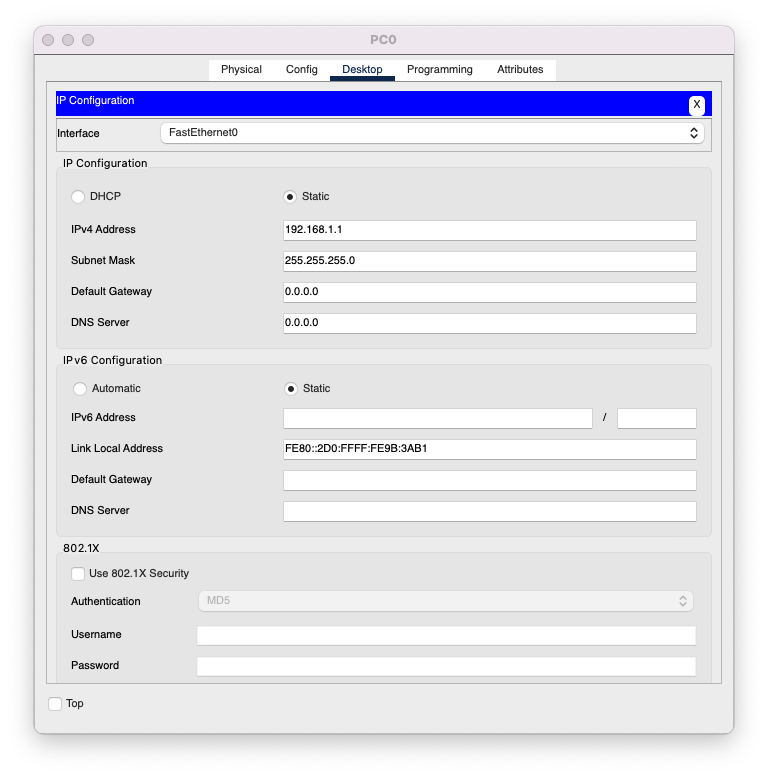 PC0
Physical Config Desktop Programming Attributes
IP Configuration
X
Interface FastEthernet0
IP Configuration
DHCP Static
IPv4 Address 192.168.1.1
Subnet Mask 255.255.255.0
Default Gateway 0.0.0.0
DNS Server 0.0.0.0
IPv6 Configuration
Automatic Static
IPv6 Address /
Link Local Address FE80::2D0:FFFF:FE9B:3AB1
Default Gateway
DNS Server
802.1X
Use 802.1X Security
Authentication MD5
Username
Password
Top